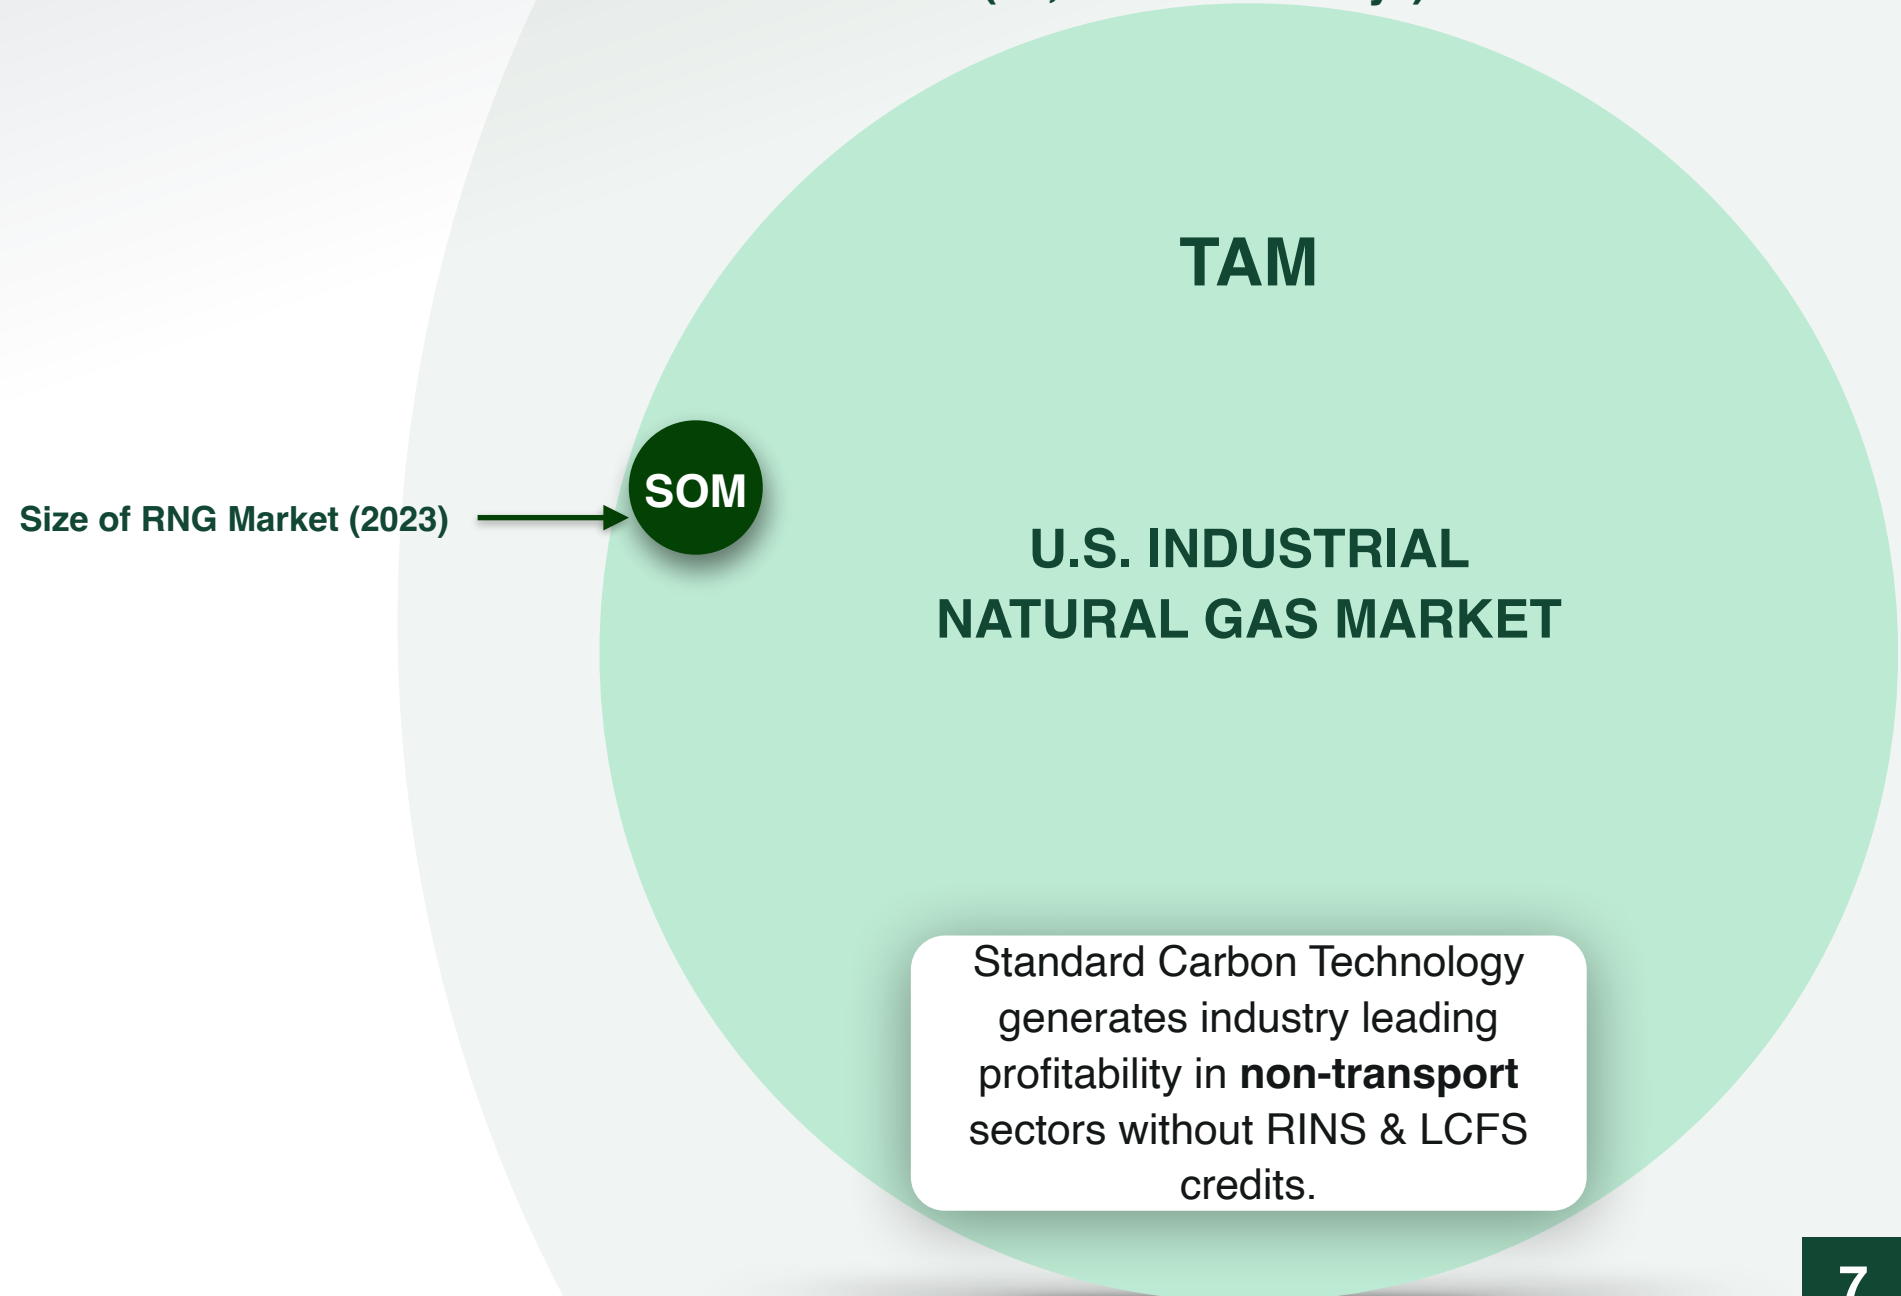 TAM
SOM
Size of RNG Market (2023)
U.S. INDUSTRIAL
NATURAL GAS MARKET
Standard Carbon Technology
generates industry leading
profitability in non-transport
sectors without RINS & LCFS
credits.
7